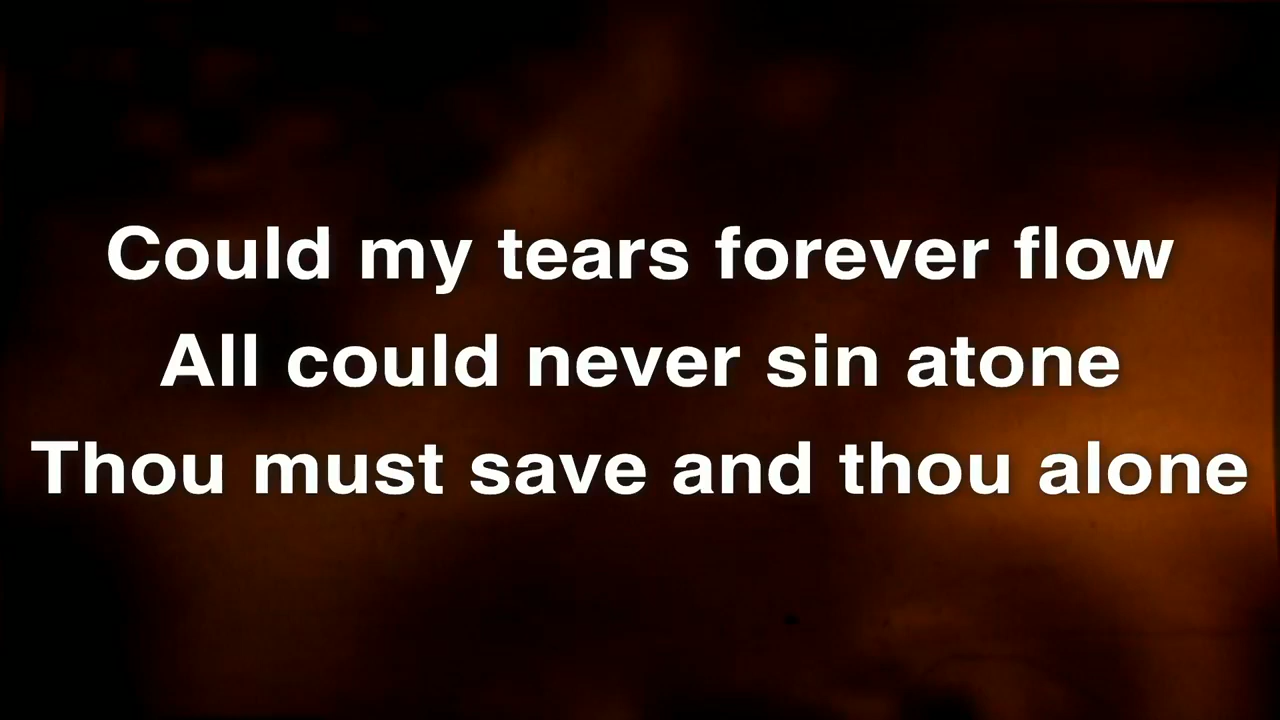 Could my tears forever flow
All could never sin atone
Thou must save and thou alone